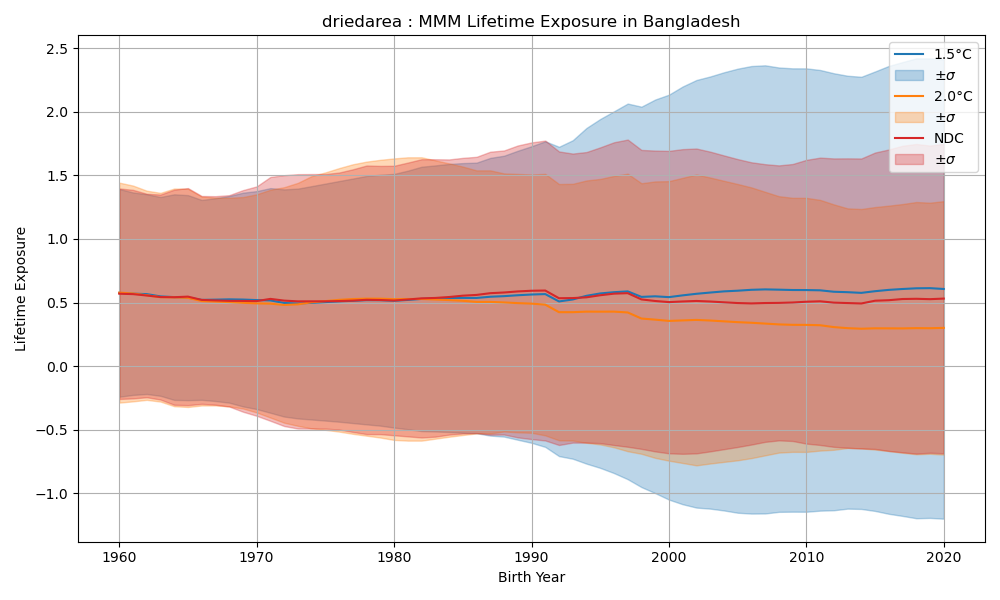 driedarea : MMM Lifetime Exposure in Bangladesh
2.5
2.0
1.5
1.0
0.5
0.0
−0.5
−1.0
Lifetime Exposure
1.5°C
±σ
2.0°C
±σ
NDC
±σ
1960 1970 1980 1990 2000 2010 2020
Birth Year